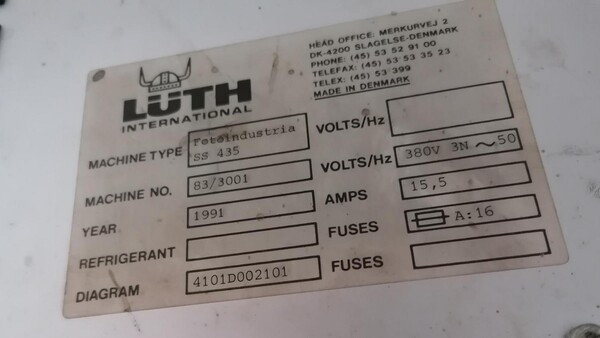 LÜTH
INTERNATIONAL
HEAD OFFICE: MERKURVEJ 2
DK-4200 SLAGELSE-DENMARK
PHONE: (45) 53 52 91 00
TELEFAX: (45) 53 53 35 23
TELEX: (45) 53 399
MADE IN DENMARK
MACHINE TYPE Fotoindustria
SS 435
VOLTS/Hz
MACHINE NO. 83/3001
VOLTS/Hz 380V 3N ~ 50
YEAR 1991
AMPS 15,5
REFRIGERANT
FUSES A:16
DIAGRAM 4101D002101
FUSES